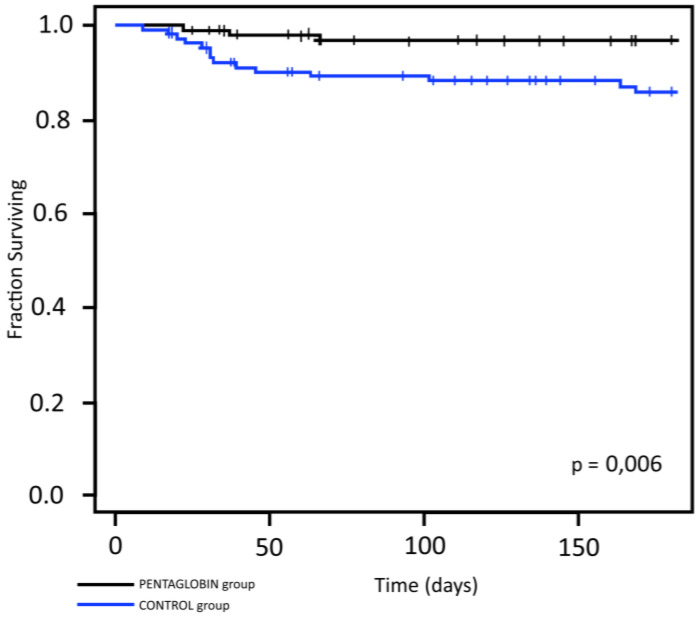 1.0
0.8
0.6
0.4
0.2
0.0
Fraction Surviving
p = 0,006
0 50 100 150
Time (days)
PENTAGLOBIN group
CONTROL group